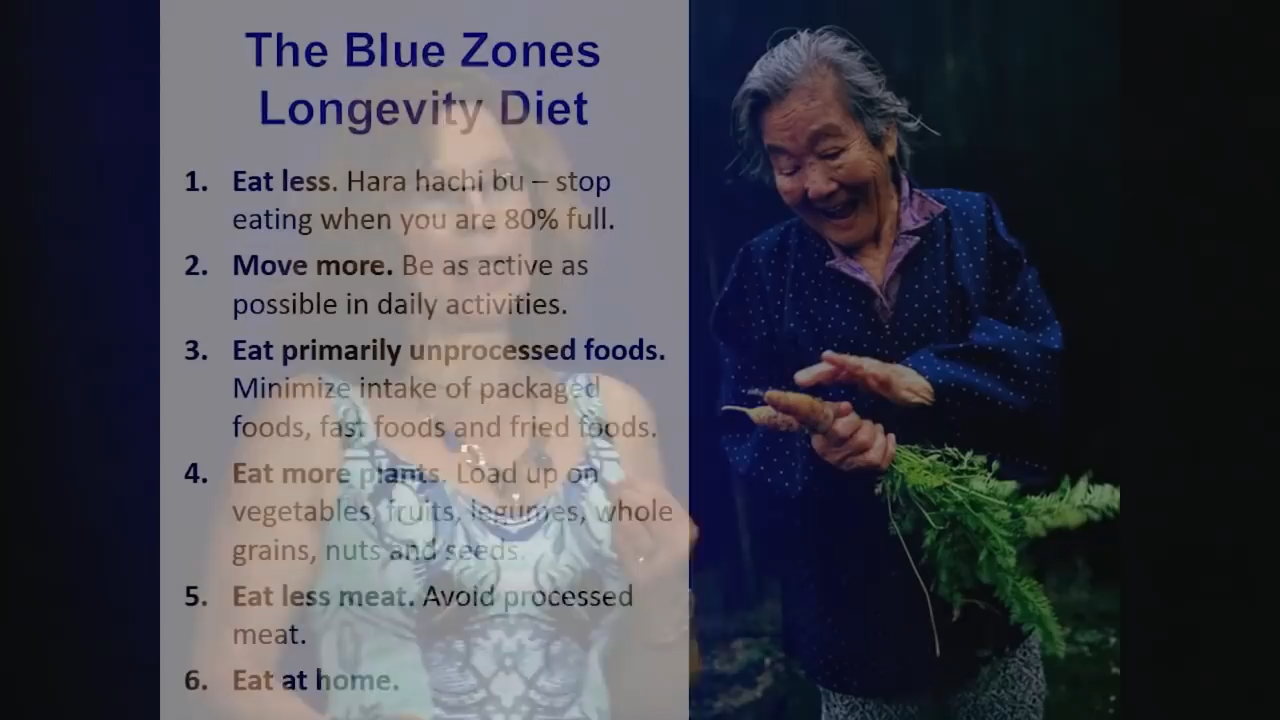 The Blue Zones
Longevity Diet
1. Eat less. Hara hachi bu – stop
eating when you are 80% full.
2. Move more. Be as active as
possible in daily activities.
3. Eat primarily unprocessed foods.
Minimize intake of packaged
foods, fast foods and fried foods.
4. Eat more plants. Load up on
vegetables, fruits, legumes, whole
grains, nuts and seeds.
5. Eat less meat. Avoid processed
meat.
6. Eat at home.